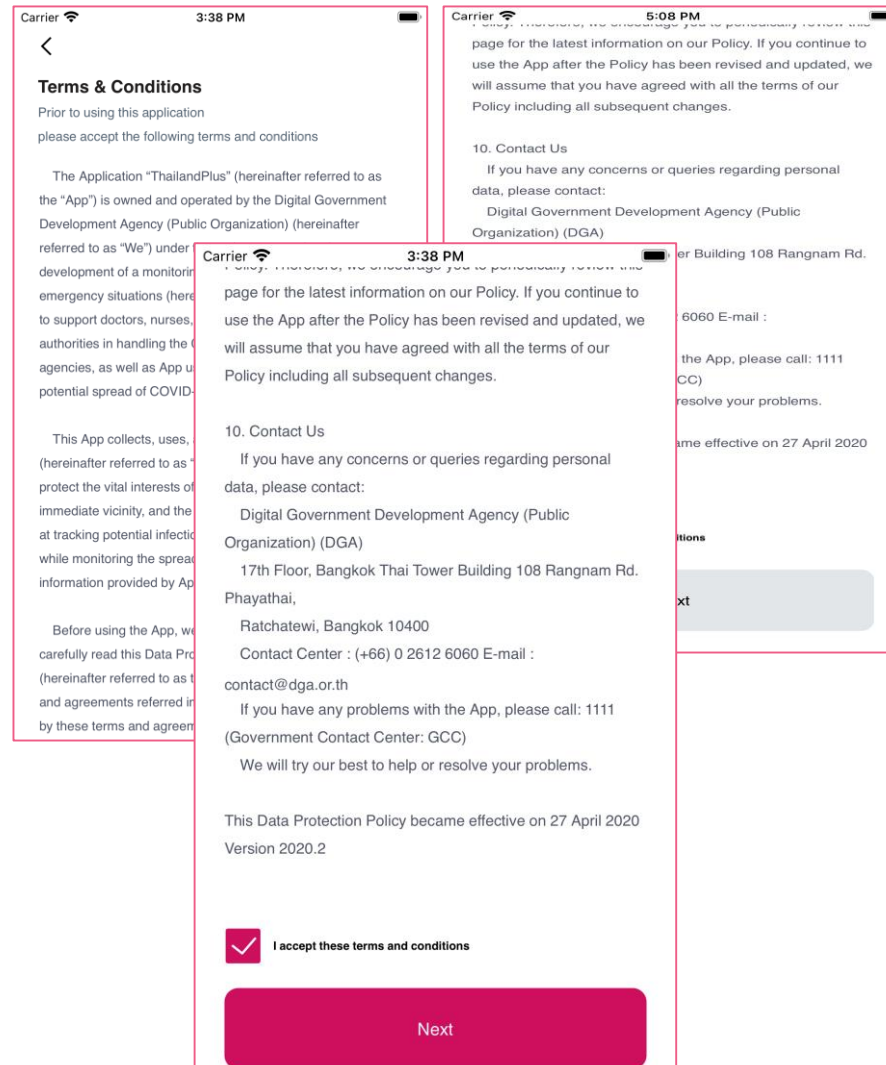 Carrier 3:38 PM
Terms & Conditions
Prior to using this application
please accept the following terms and conditions
The Application “ThailandPlus” (hereinafter referred to as
the “App”) is owned and operated by the Digital Government
Development Agency (Public Organization) (hereinafter
referred to as “We”) under
development of a
emergency situations
to support doctors, nurses,
authorities in handling the
agencies, as well as App
potential spread of
This App collects, uses,
(hereinafter referred to as
protect the vital interests of
immediate vicinity, and the
at tracking potential
while monitoring the
information provided by
Before using the App,
carefully read this Data
(hereinafter referred to as
and agreements referred
by these terms and
Carrier 5:08 PM
Policy. Therefore, we encourage you to periodically review this
page for the latest information on our Policy. If you continue to
use the App after the Policy has been revised and updated, we
will assume that you have agreed with all the terms of our
Policy including all subsequent changes.
10. Contact Us
If you have any concerns or queries regarding personal
data, please contact:
Digital Government Development Agency (Public
Organization) (DGA)
Building 108 Rangnam Rd.
6060 E-mail :
the App, please call: 1111
resolve your problems.
effective on 27 April 2020
Carrier 3:38 PM
Policy. Therefore, we encourage you to periodically review this
page for the latest information on our Policy. If you continue to
use the App after the Policy has been revised and updated, we
will assume that you have agreed with all the terms of our
Policy including all subsequent changes.
10. Contact Us
If you have any concerns or queries regarding personal
data, please contact:
Digital Government Development Agency (Public
Organization) (DGA)
17th Floor, Bangkok Thai Tower Building 108 Rangnam Rd.
Phayathai,
Ratchatewi, Bangkok 10400
Contact Center : (+66) 0 2612 6060 E-mail :
contact@dga.or.th
If you have any problems with the App, please call: 1111
(Government Contact Center: GCC)
We will try our best to help or resolve your problems.
This Data Protection Policy became effective on 27 April 2020
Version 2020.2
I accept these terms and conditions
Next